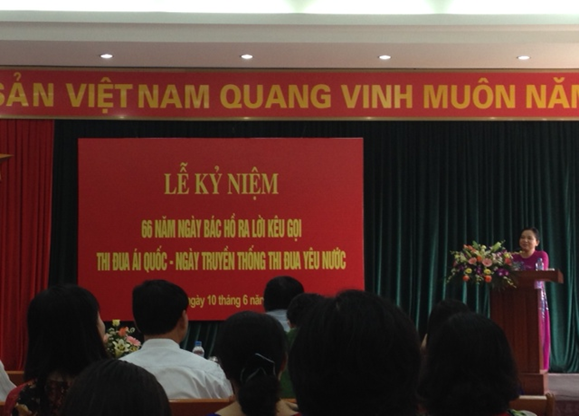 SẢN VIỆT NAM QUANG VINH MUÔN NĂM
LỄ KỶ NIỆM
66 NĂM NGÀY BÁC HỒ RA LỜI KÊU GỌI
THI ĐUA ÁI QUỐC - NGÀY TRUYỀN THỐNG THI ĐUA YÊU NƯỚC
ngày 10 tháng 6 năm